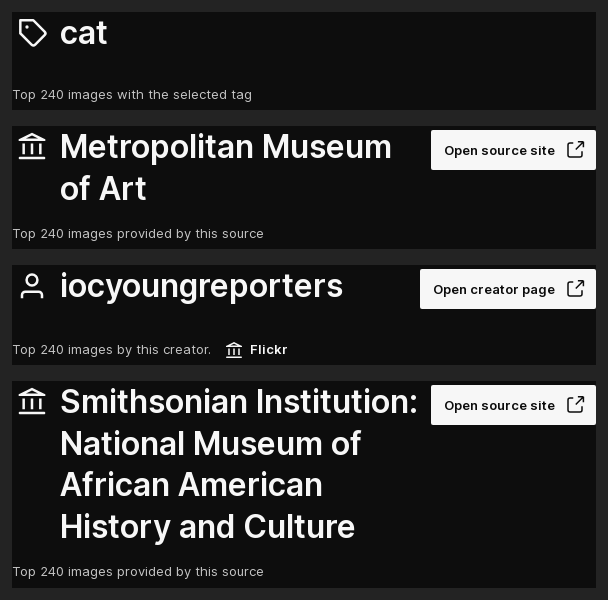 cat
Top 240 images with the selected tag
Metropolitan Museum
of Art
Open source site
Top 240 images provided by this source
iocyoungreporters
Open creator page
Top 240 images by this creator.
Flickr
Smithsonian Institution:
National Museum of
African American
History and Culture
Open source site
Top 240 images provided by this source